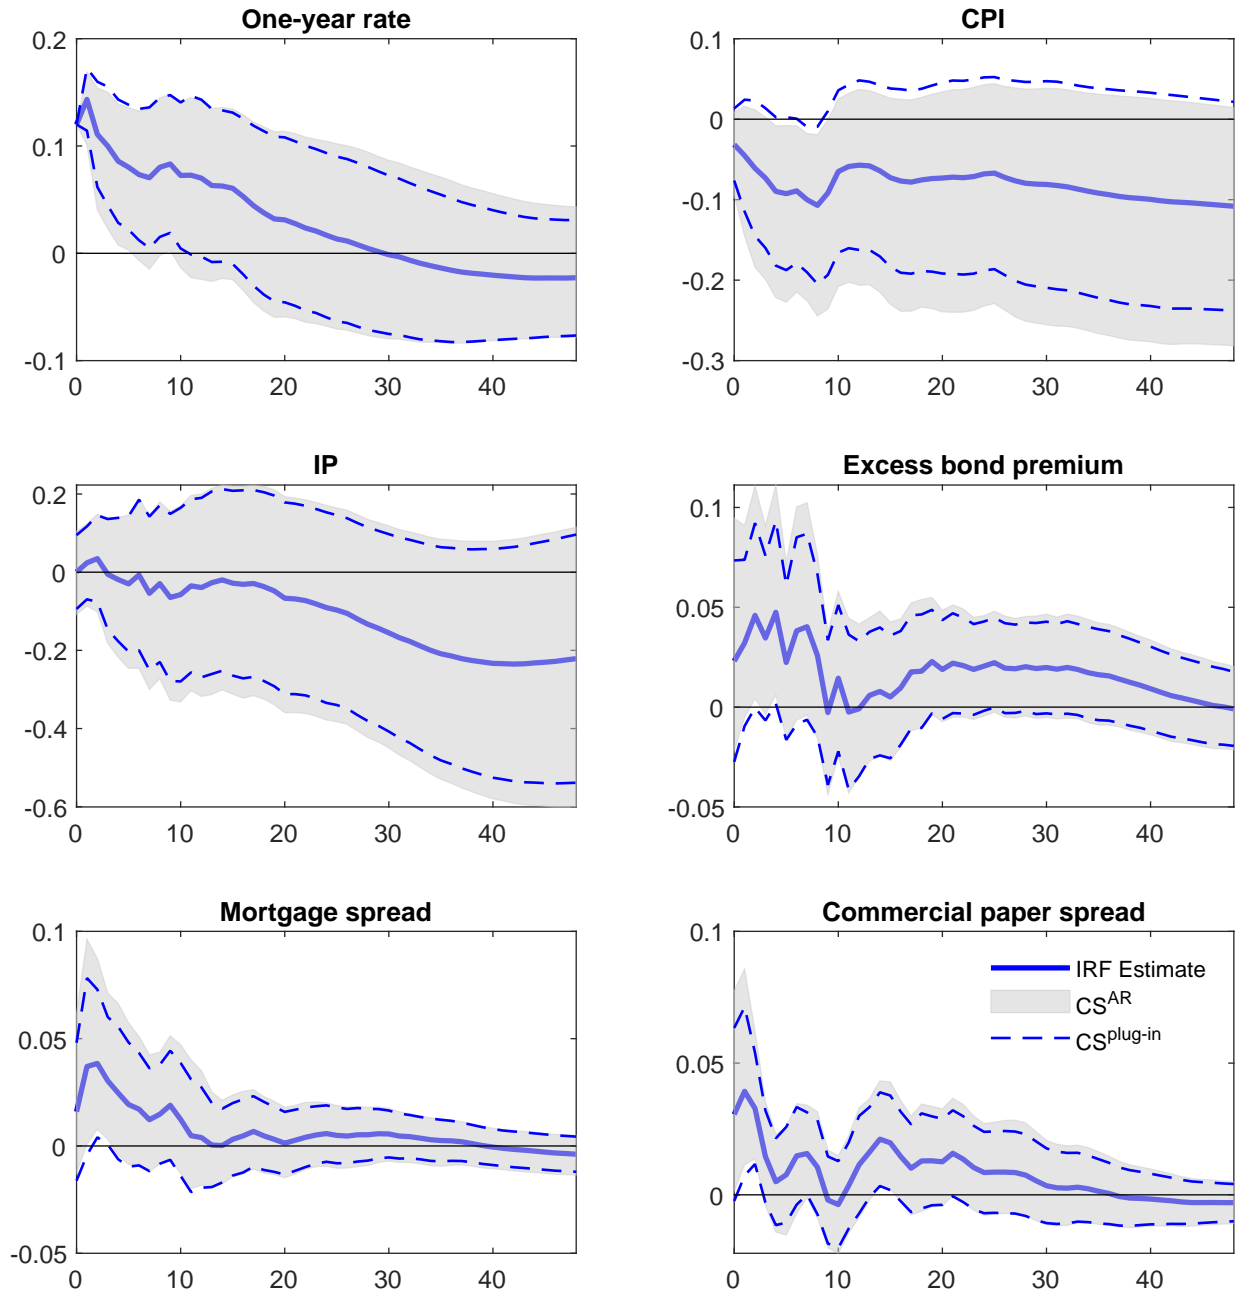 One-year rate
0.2
0.1
0
-0.1
0 10 20 30 40
CPI
0.1
0
-0.1
-0.2
-0.3
0 10 20 30 40
IP
0.2
0
-0.2
-0.4
-0.6
0 10 20 30 40
Excess bond premium
0.1
0.05
0
-0.05
0 10 20 30 40
Mortgage spread
0.1
0.05
0
-0.05
0 10 20 30 40
Commercial paper spread
0.1
0.05
0
IRF Estimate
CS^AR
CS^plug-in
0 10 20 30 40